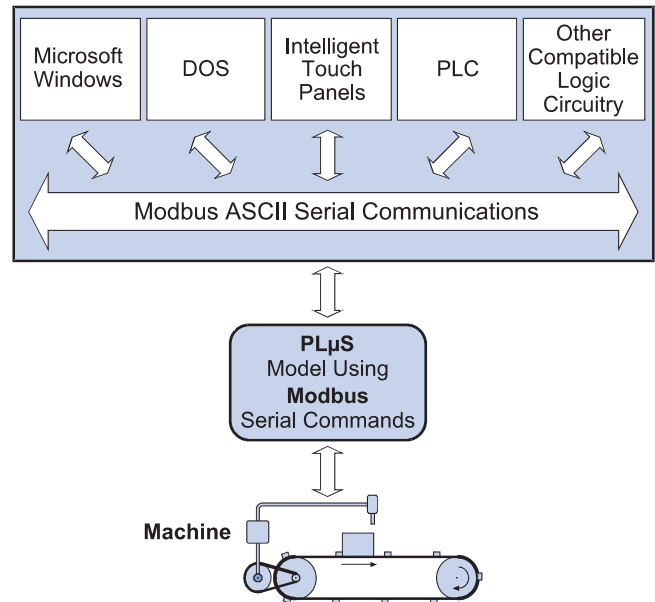 Microsoft
Windows
DOS
Intelligent
Touch
Panels
PLC
Other
Compatible
Logic
Circuitry
Modbus ASCII Serial Communications
PLµS
Model Using
Modbus
Serial Commands
Machine